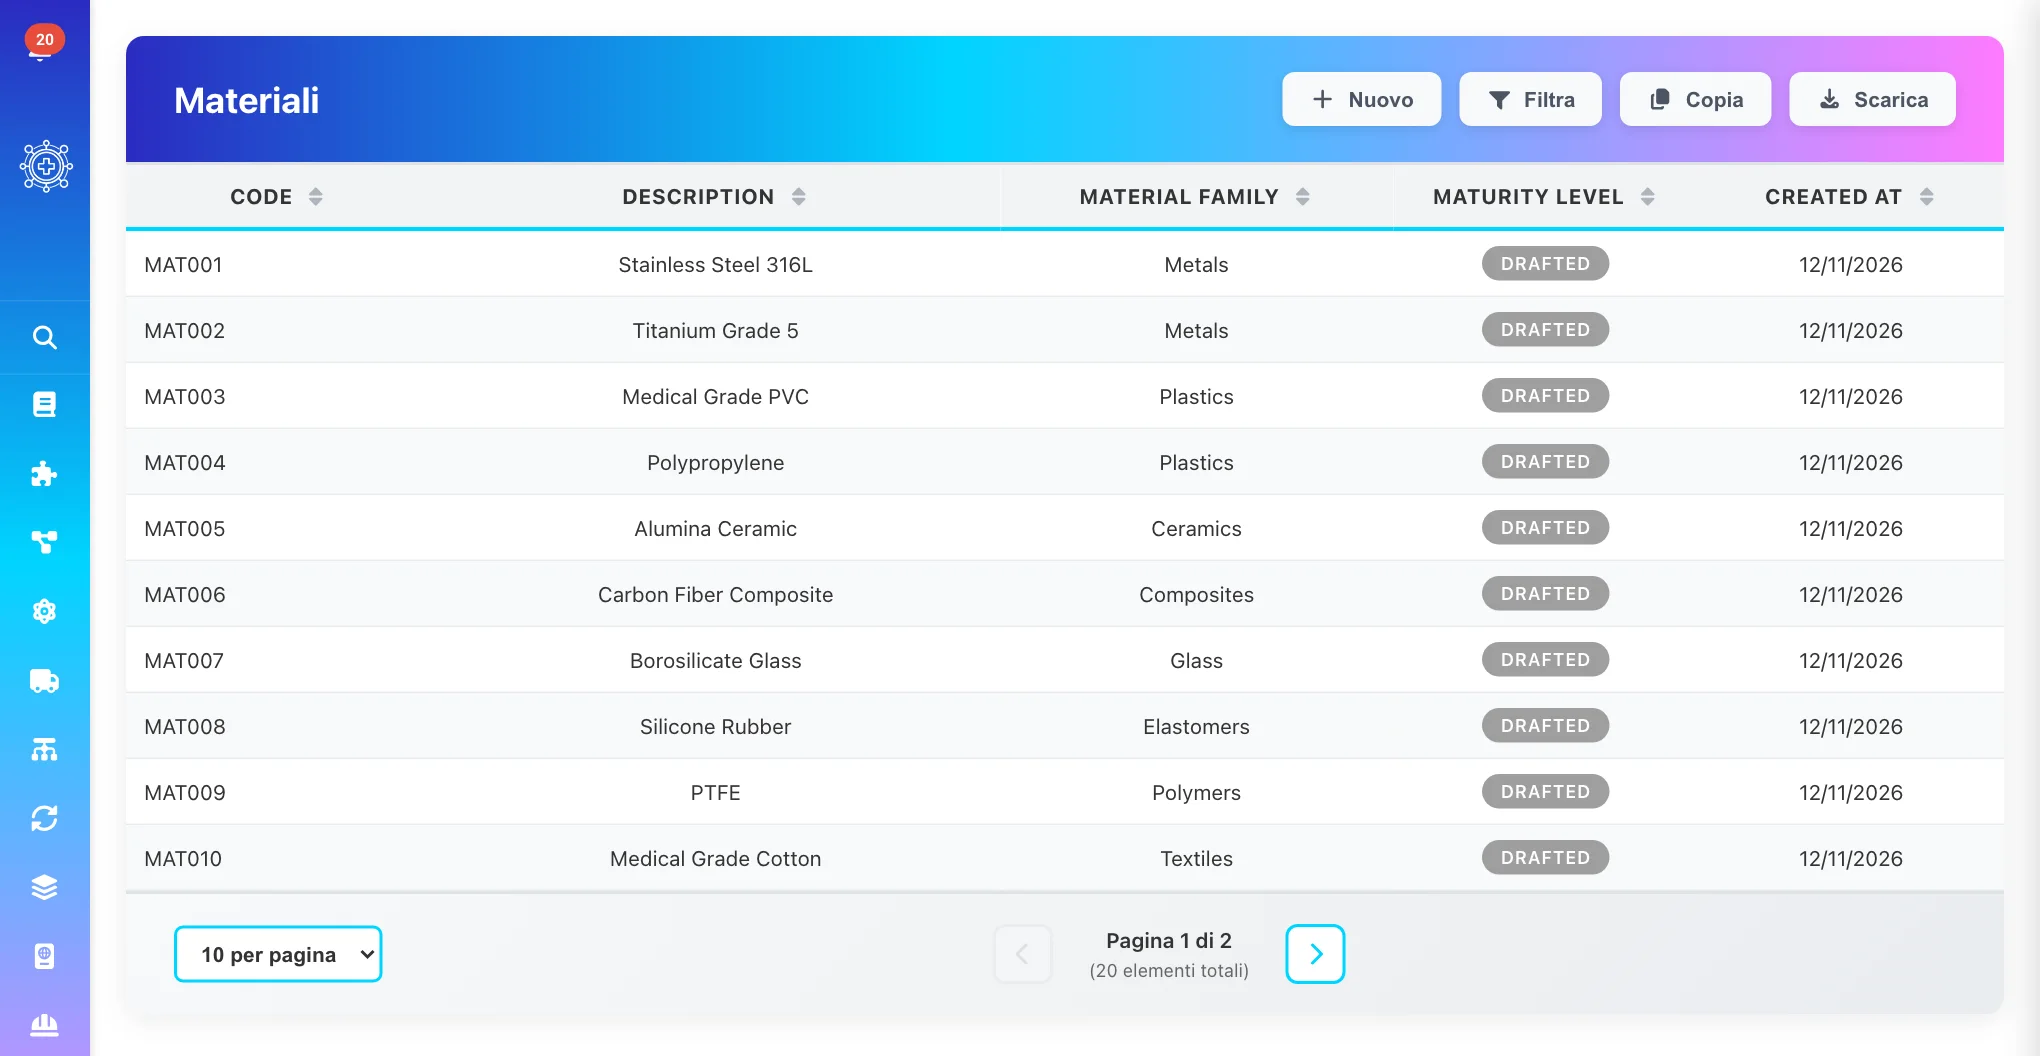 20
Materiali
Nuovo
Filtra
Copia
Scarica
CODE DESCRIPTION MATERIAL FAMILY MATURITY LEVEL CREATED AT
MAT001 Stainless Steel 316L Metals DRAFTED 12/11/2026
MAT002 Titanium Grade 5 Metals DRAFTED 12/11/2026
MAT003 Medical Grade PVC Plastics DRAFTED 12/11/2026
MAT004 Polypropylene Plastics DRAFTED 12/11/2026
MAT005 Alumina Ceramic Ceramics DRAFTED 12/11/2026
MAT006 Carbon Fiber Composite Composites DRAFTED 12/11/2026
MAT007 Borosilicate Glass Glass DRAFTED 12/11/2026
MAT008 Silicone Rubber Elastomers DRAFTED 12/11/2026
MAT009 PTFE Polymers DRAFTED 12/11/2026
MAT010 Medical Grade Cotton Textiles DRAFTED 12/11/2026
10 per pagina
Pagina 1 di 2
(20 elementi totali)